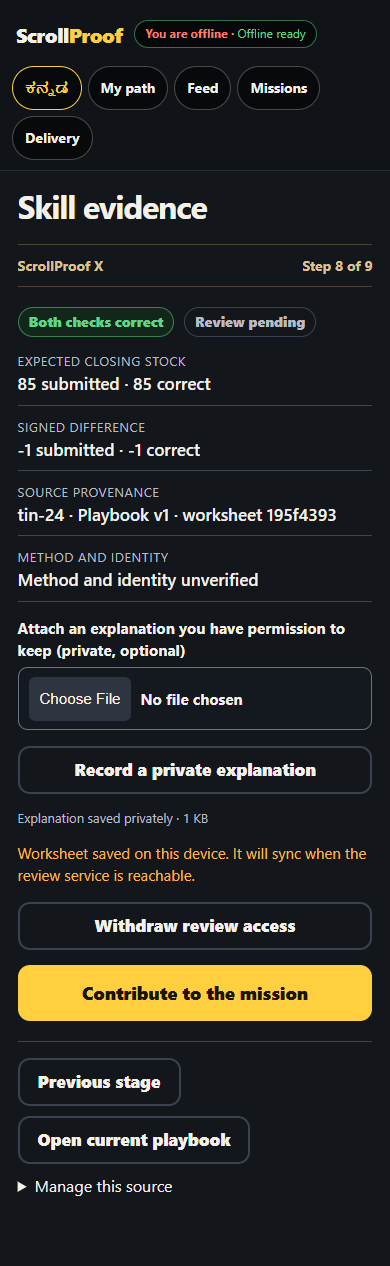 ScrollProof
You are offline · Offline ready
ಕನ್ನಡ
My path
Feed
Missions
Delivery
Skill evidence
ScrollProof X
Step 8 of 9
Both checks correct
Review pending
EXPECTED CLOSING STOCK
85 submitted · 85 correct
SIGNED DIFFERENCE
-1 submitted · -1 correct
SOURCE PROVENANCE
tin-24 · Playbook v1 · worksheet 195f4393
METHOD AND IDENTITY
Method and identity unverified
Attach an explanation you have permission to
keep (private, optional)
Choose File
No file chosen
Record a private explanation
Explanation saved privately · 1 KB
Worksheet saved on this device. It will sync when the
review service is reachable.
Withdraw review access
Contribute to the mission
Previous stage
Open current playbook
Manage this source